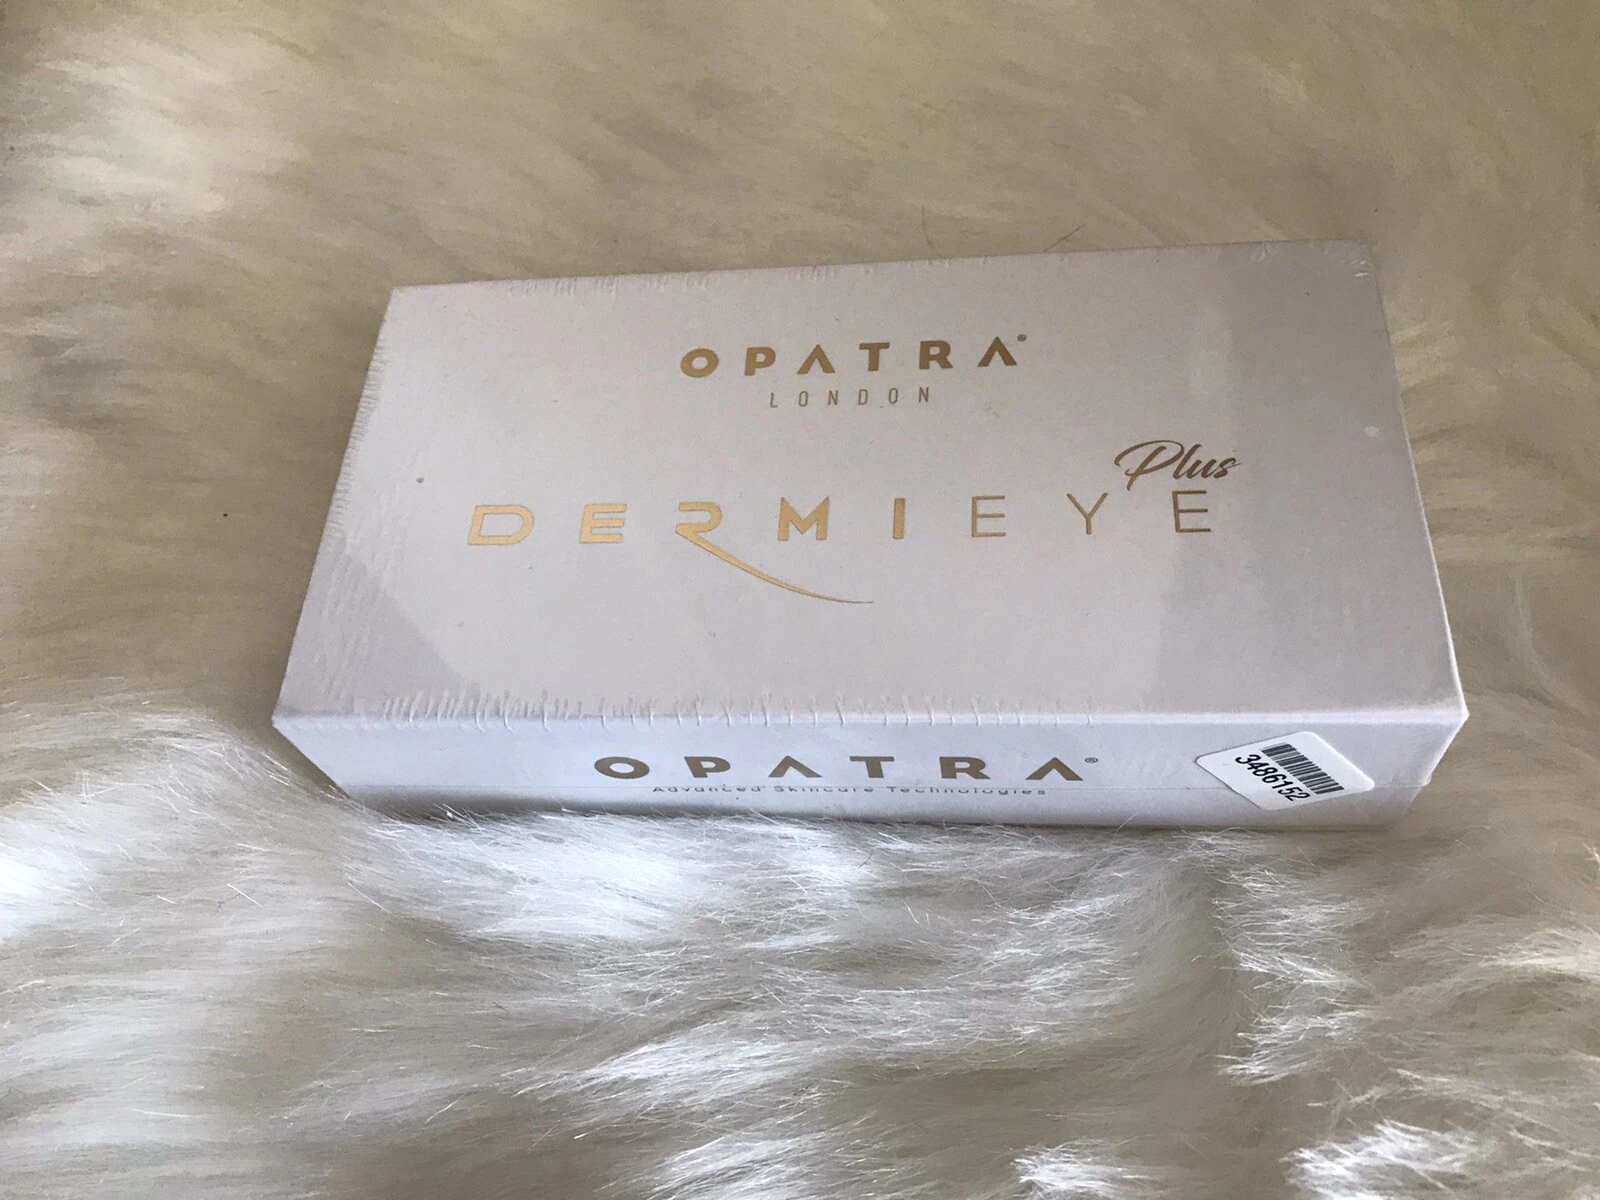 OPATRA®
LONDON
Plus
DERMIEYE
OPATRA®
Advanced Skincare Technologies
3486152